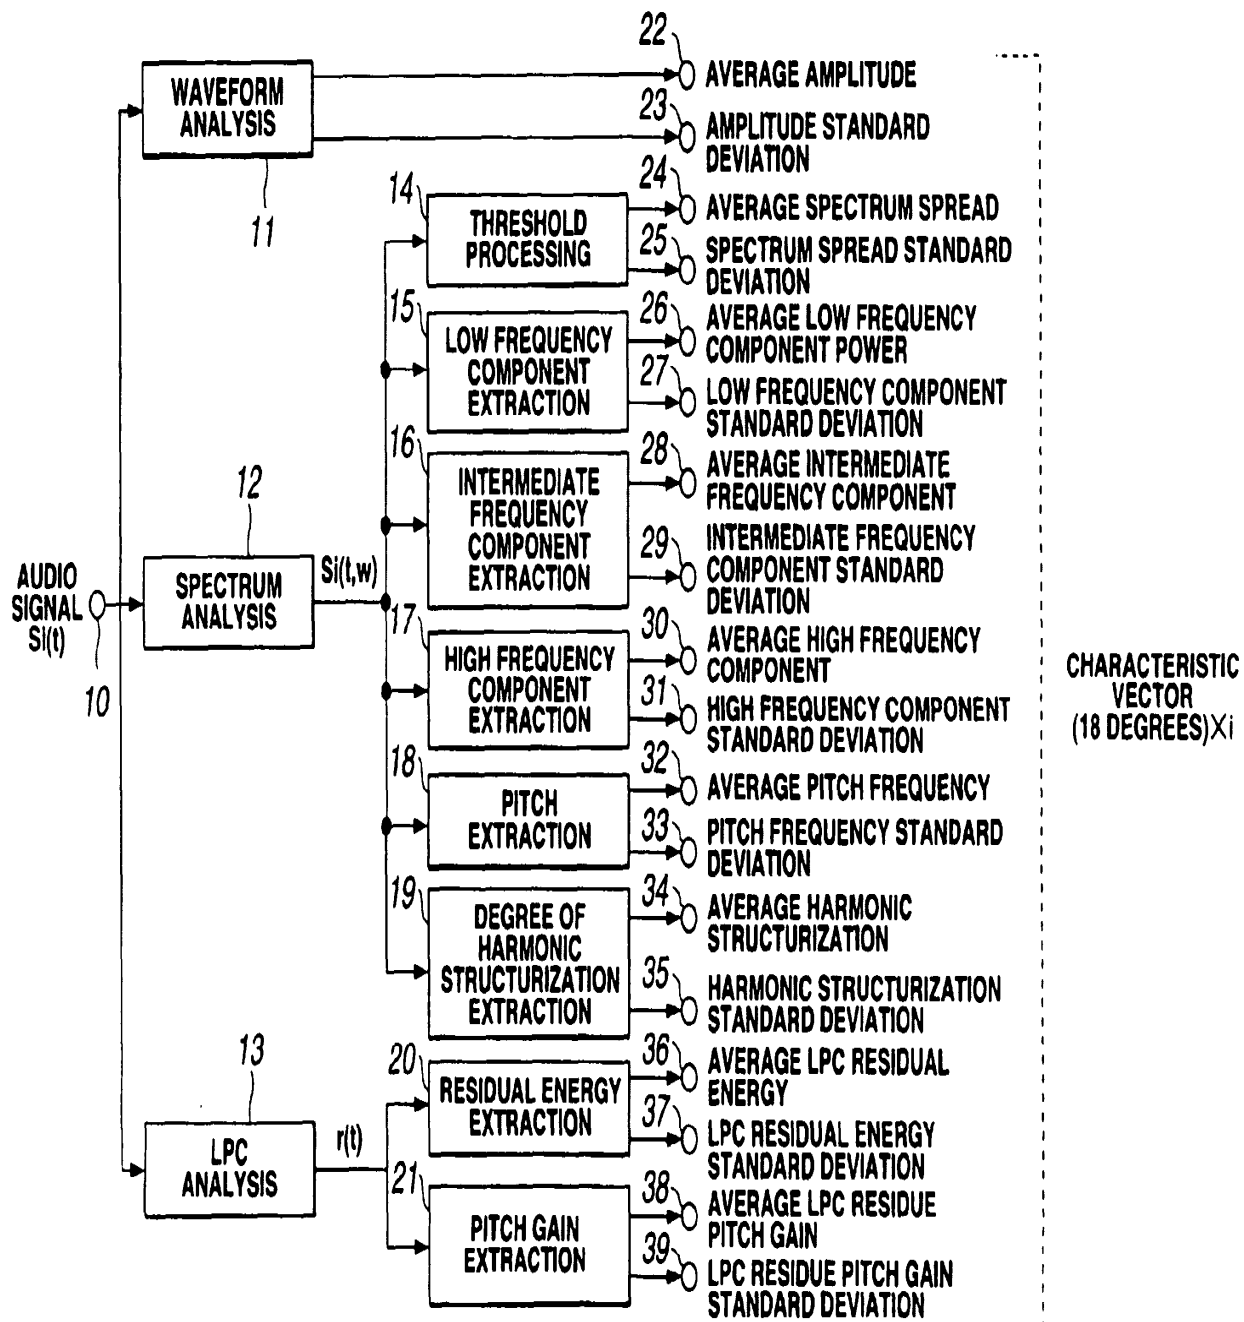 22
WAVEFORM
ANALYSIS
AVERAGE AMPLITUDE
11
23
AMPLITUDE STANDARD
DEVIATION
14
THRESHOLD
PROCESSING
24
AVERAGE SPECTRUM SPREAD
25
SPECTRUM SPREAD STANDARD
DEVIATION
15
LOW FREQUENCY
COMPONENT
EXTRACTION
26
AVERAGE LOW FREQUENCY
COMPONENT POWER
27
LOW FREQUENCY COMPONENT
STANDARD DEVIATION
16
INTERMEDIATE
FREQUENCY
COMPONENT
EXTRACTION
28
AVERAGE INTERMEDIATE
FREQUENCY COMPONENT
29
INTERMEDIATE FREQUENCY
COMPONENT STANDARD
DEVIATION
AUDIO
SIGNAL
Si(t)
10
12
SPECTRUM
ANALYSIS
Si(t,w)
17
HIGH FREQUENCY
COMPONENT
EXTRACTION
30
AVERAGE HIGH FREQUENCY
COMPONENT
31
HIGH FREQUENCY COMPONENT
STANDARD DEVIATION
CHARACTERISTIC
VECTOR
(18 DEGREES)Xi
18
PITCH
EXTRACTION
32
AVERAGE PITCH FREQUENCY
33
PITCH FREQUENCY STANDARD
DEVIATION
19
DEGREE OF
HARMONIC
STRUCTURIZATION
EXTRACTION
34
AVERAGE HARMONIC
STRUCTURIZATION
35
HARMONIC STRUCTURIZATION
STANDARD DEVIATION
13
LPC
ANALYSIS
r(t)
20
RESIDUAL ENERGY
EXTRACTION
36
AVERAGE LPC RESIDUAL
ENERGY
37
LPC RESIDUAL ENERGY
STANDARD DEVIATION
21
PITCH GAIN
EXTRACTION
38
AVERAGE LPC RESIDUE
PITCH GAIN
39
LPC RESIDUE PITCH GAIN
STANDARD DEVIATION